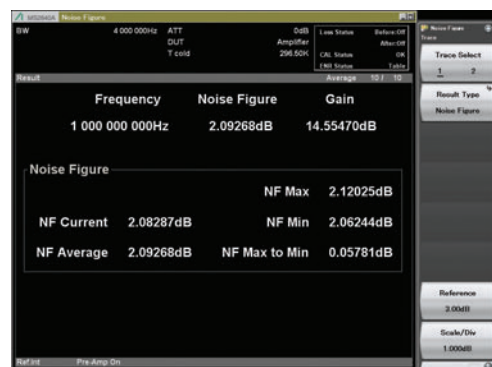 MS2840A Noise Figure
BW 4 000 000Hz ATT 0dB
DUT Amplifier
T cold 296.50K
Loss Status Before:Off
After:Off
CAL Status OK
ENR Status Table
Result Average 10 / 10
Frequency Noise Figure Gain
1 000 000 000Hz 2.09268dB 14.55470dB
Noise Figure
NF Max 2.12025dB
NF Current 2.08287dB NF Min 2.06244dB
NF Average 2.09268dB NF Max to Min 0.05781dB
Ref.Int Pre-Amp On
Noise Figure
Trace
Trace Select
1 2
Result Type
Noise Figure
Reference
3.00dB
Scale/Div
1.000dB